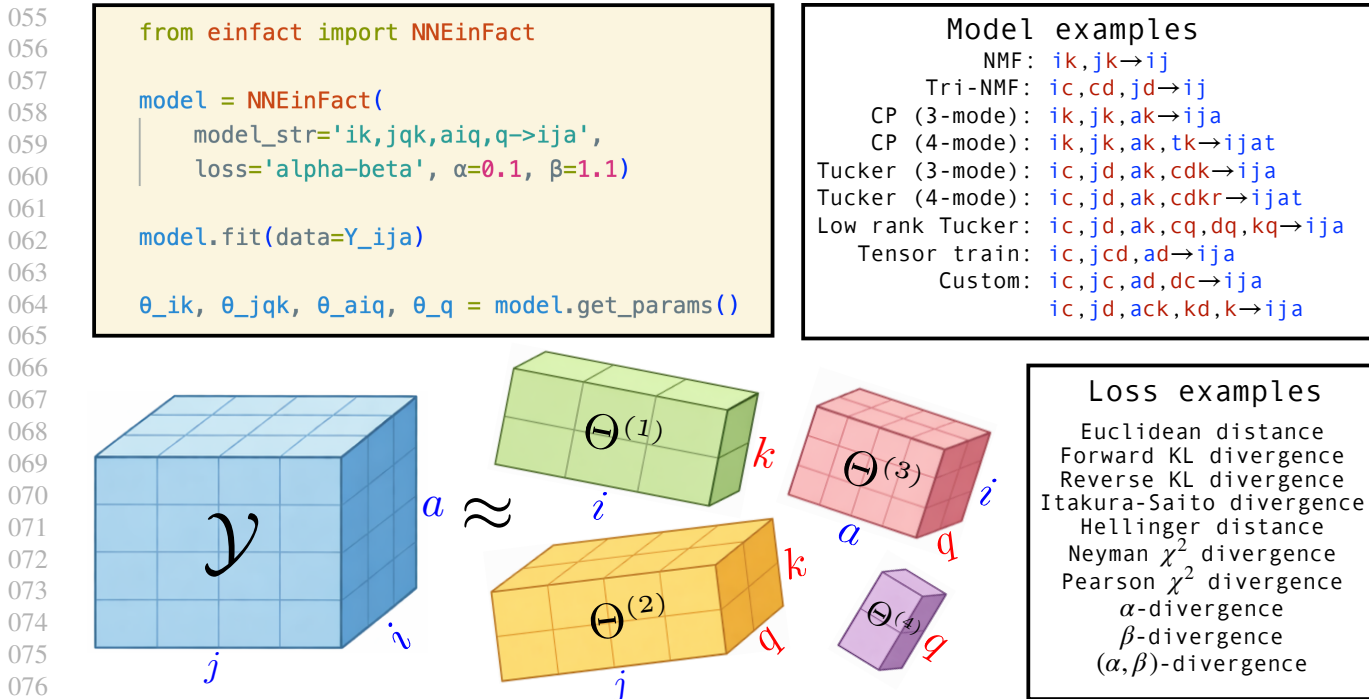 055
056
057
058
059
060
061
062
063
064
065
066
067
068
069
070
071
072
073
074
075
076
from einfact import NNEinFact
model = NNEinFact(
model_str='ik,jqk,aiq,q->ija',
loss='alpha-beta', α=0.1, β=1.1)
model.fit(data=Y_ija)
θ_ik, θ_jqk, θ_aiq, θ_q = model.get_params()
Model examples
NMF: ik,jk→ij
Tri-NMF: ic,cd,jd→ij
CP (3-mode): ik,jk,ak→ija
CP (4-mode): ik,jk,ak,tk→ijat
Tucker (3-mode): ic,jd,ak,cdk→ija
Tucker (4-mode): ic,jd,ak,cdkr→ijat
Low rank Tucker: ic,jd,ak,cq,dq,kq→ija
Tensor train: ic,jcd,ad→ija
Custom: ic,jc,ad,dc→ija
ic,jd,ack,kd,k→ija
𝒴
a
i
j
≈
Θ(1)
k
i
Θ(3)
i
a
q
Θ(2)
k
q
j
Θ(4)
q
Loss examples
Euclidean distance
Forward KL divergence
Reverse KL divergence
Itakura-Saito divergence
Hellinger distance
Neyman χ² divergence
Pearson χ² divergence
α-divergence
β-divergence
(α, β)-divergence